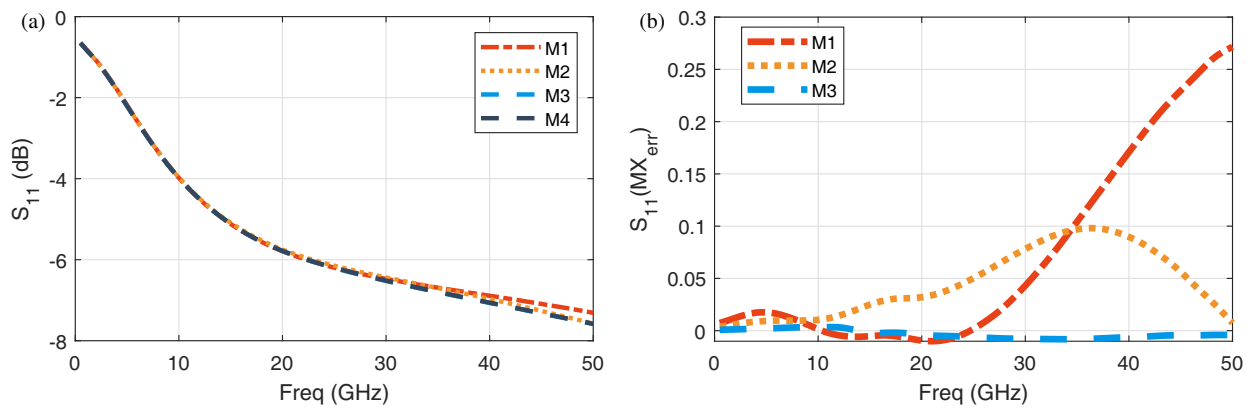 (a)
S11 (dB)
0
-2
-4
-6
-8
M1
M2
M3
M4
0 10 20 30 40 50
Freq (GHz)
(b)
S11(MXerr)
0.3
0.25
0.2
0.15
0.1
0.05
0
M1
M2
M3
0 10 20 30 40 50
Freq (GHz)